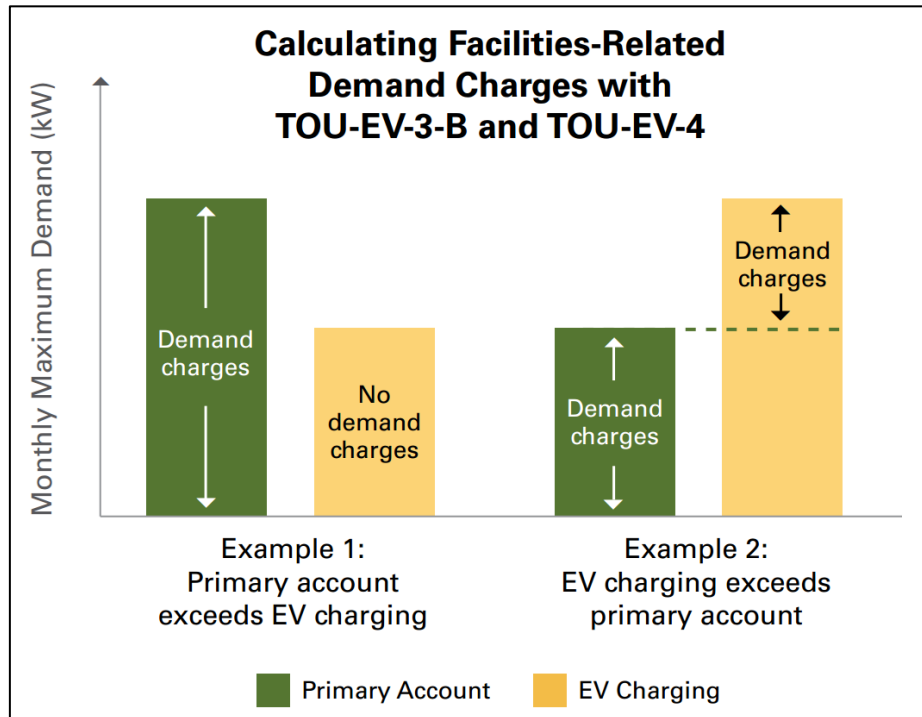 Calculating Facilities-Related
Demand Charges with
TOU-EV-3-B and TOU-EV-4
Monthly Maximum Demand (kW)
Demand
charges
No
demand
charges
Demand
charges
Demand
charges
Example 1:
Primary account
exceeds EV charging
Example 2:
EV charging exceeds
primary account
Primary Account
EV Charging